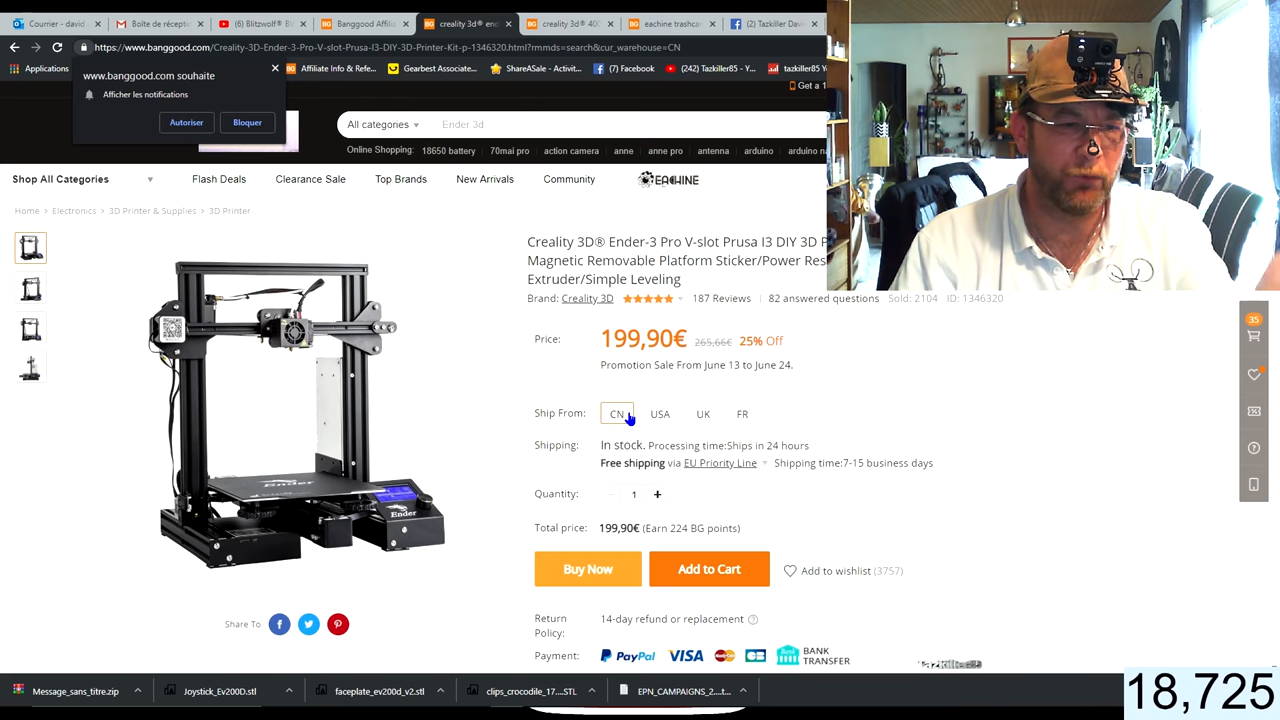 Courrier - david
Boîte de récepti
(6) Blitzwolf® B
Banggood Affilia
creality 3d® end
creality 3d® 400
eachine trashcan
(2) Tazkiller Dav
https://www.banggood.com/Creality-3D-Ender-3-Pro-V-slot-Prusa-I3-DIY-3D-Printer-Kit-p-1346320.html?rmmds=search&cur_warehouse=CN
Applications
Affiliate Info & Refe...
Gearbest Associate...
ShareASale - Activit...
(7) Facebook
(242) Tazkiller85 - Y...
tazkiller85 Y
www.banggood.com souhaite
Afficher les notifications
Autoriser
Bloquer
Get a 1
All categories
Ender 3d
Online Shopping: 18650 battery 70mai pro action camera anne anne pro antenna arduino arduino na
Shop All Categories
Flash Deals
Clearance Sale
Top Brands
New Arrivals
Community
EACHINE
Home > Electronics > 3D Printer & Supplies > 3D Printer
Creality 3D® Ender-3 Pro V-slot Prusa I3 DIY 3D P
Magnetic Removable Platform Sticker/Power Res
Extruder/Simple Leveling
Brand: Creality 3D 187 Reviews 82 answered questions Sold: 2104 ID: 1346320
Price: 199,90€ 265,66€ 25% Off
Promotion Sale From June 13 to June 24.
Ship From: CN USA UK FR
Shipping: In stock. Processing time:Ships in 24 hours
Free shipping via EU Priority Line Shipping time:7-15 business days
Quantity: 1 +
Total price: 199,90€ (Earn 224 BG points)
Buy Now
Add to Cart
Add to wishlist (3757)
Return
Policy:
14-day refund or replacement
Payment: PayPal VISA MasterCard CB BANK
TRANSFER
Share To
35
Ender
Ender
Message_sans_titre.zip
Joystick_Ev200D.stl
faceplate_ev200d_v2.stl
clips_crocodile_17....STL
EPN_CAMPAIGNS_2....t...
18,725